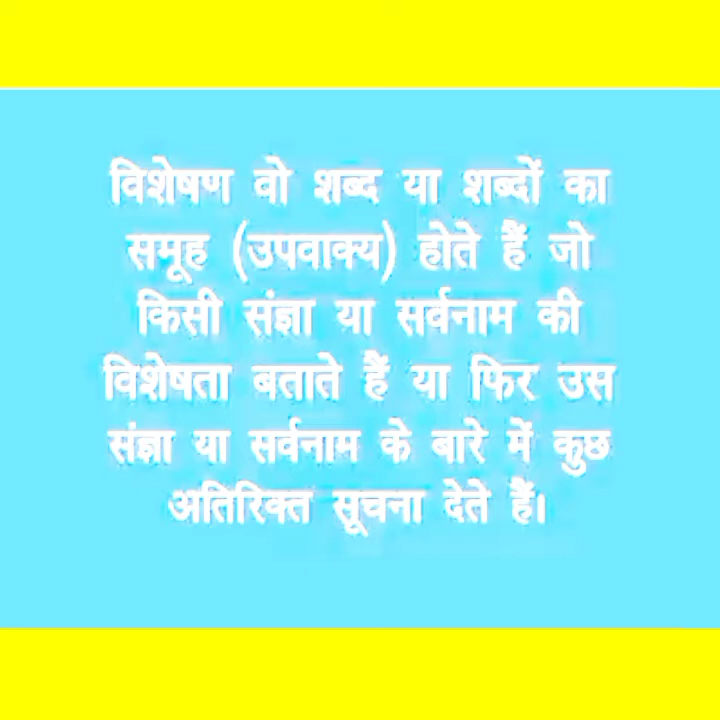 विशेषण वो शब्द या शब्दों का
समूह (उपवाक्य) होते हैं जो
किसी संज्ञा या सर्वनाम की
विशेषता बताते हैं या फिर उस
संज्ञा या सर्वनाम के बारे में कुछ
अतिरिक्त सूचना देते हैं।